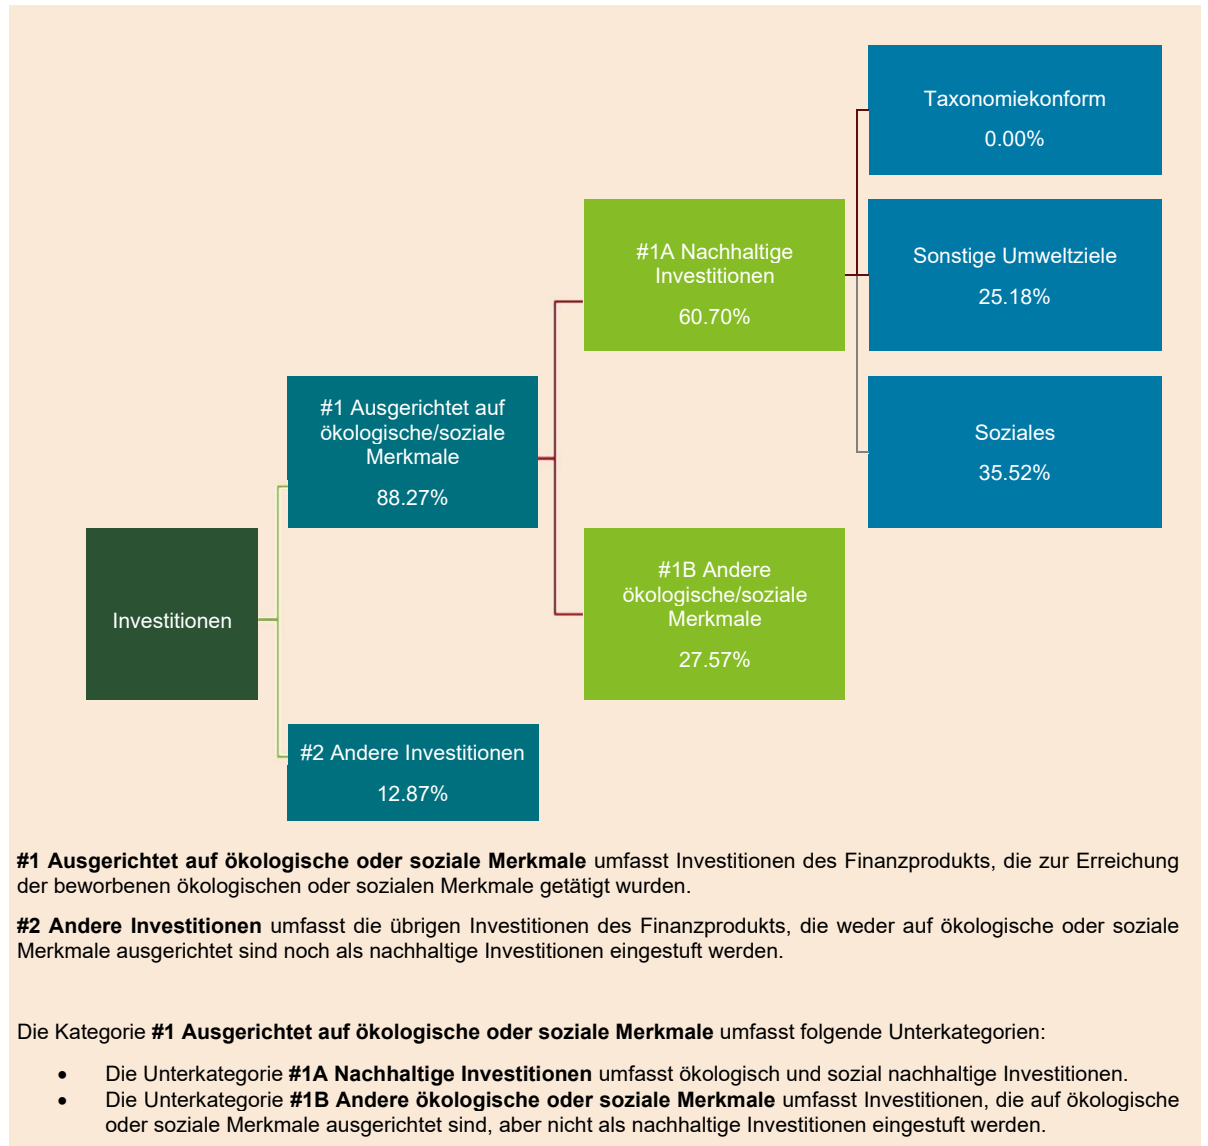 Taxonomiekonform
0.00%
#1A Nachhaltige
Investitionen
60.70%
Sonstige Umweltziele
25.18%
#1 Ausgerichtet auf
ökologische/soziale
Merkmale
88.27%
Soziales
35.52%
Investitionen
#1B Andere
ökologische/soziale
Merkmale
27.57%
#2 Andere Investitionen
12.87%
#1 Ausgerichtet auf ökologische oder soziale Merkmale umfasst Investitionen des Finanzprodukts, die zur Erreichung
der beworbenen ökologischen oder sozialen Merkmale getätigt wurden.
#2 Andere Investitionen umfasst die übrigen Investitionen des Finanzprodukts, die weder auf ökologische oder soziale
Merkmale ausgerichtet sind noch als nachhaltige Investitionen eingestuft werden.
Die Kategorie #1 Ausgerichtet auf ökologische oder soziale Merkmale umfasst folgende Unterkategorien:
• Die Unterkategorie #1A Nachhaltige Investitionen umfasst ökologisch und sozial nachhaltige Investitionen.
• Die Unterkategorie #1B Andere ökologische oder soziale Merkmale umfasst Investitionen, die auf ökologische
oder soziale Merkmale ausgerichtet sind, aber nicht als nachhaltige Investitionen eingestuft werden.